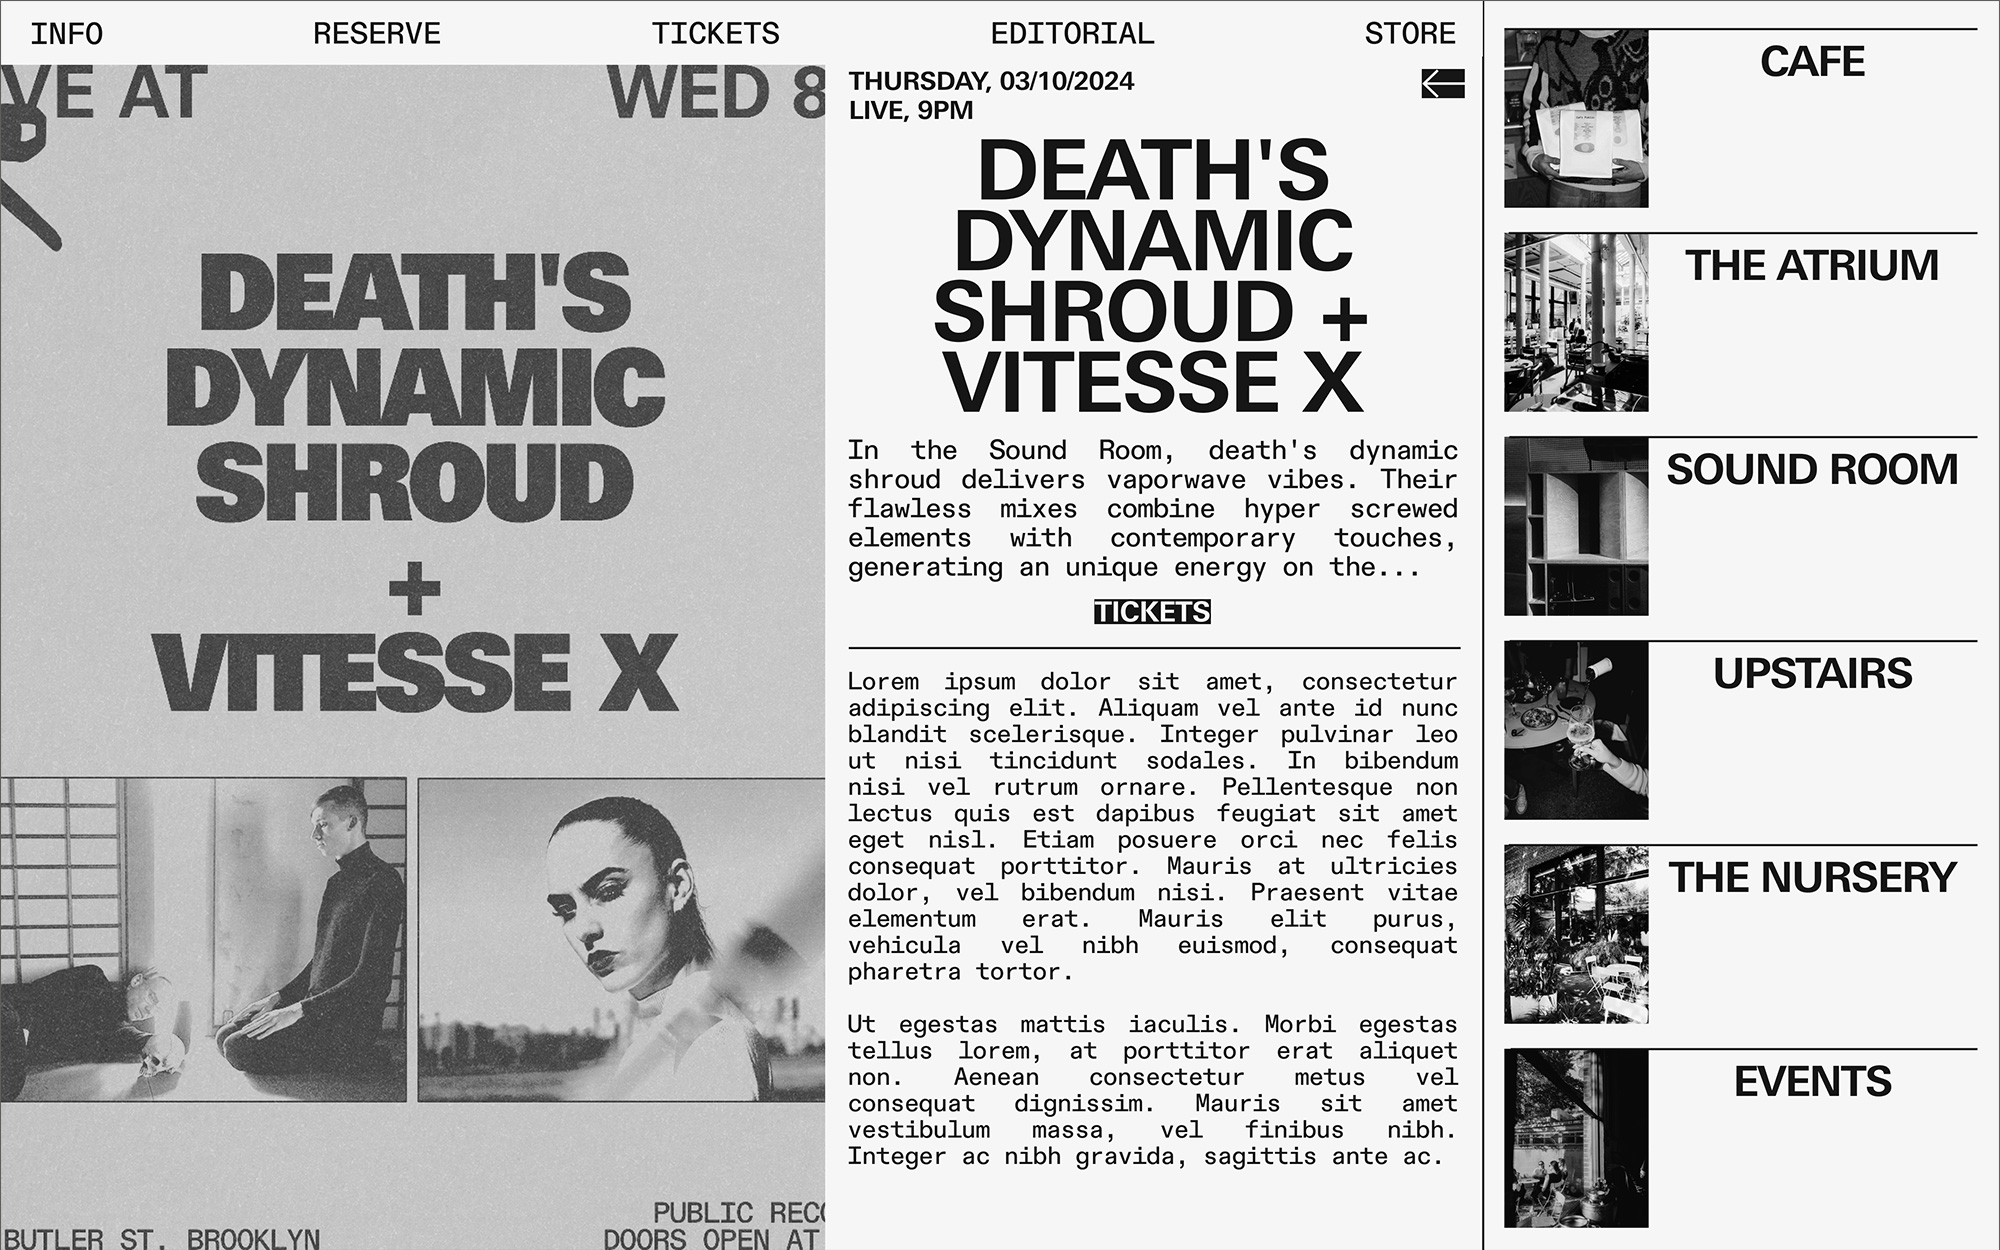 INFO
RESERVE
TICKETS
EDITORIAL
STORE
VE AT
WED 8
DEATH'S
DYNAMIC
SHROUD
+
VITESSE X
PUBLIC RECO
BUTLER ST. BROOKLYN
DOORS OPEN AT
THURSDAY, 03/10/2024
LIVE, 9PM
DEATH'S
DYNAMIC
SHROUD +
VITESSE X
In the Sound Room, death's dynamic
shroud delivers vaporwave vibes. Their
flawless mixes combine hyper screwed
elements with contemporary touches,
generating an unique energy on the...
TICKETS
Lorem ipsum dolor sit amet, consectetur
adipiscing elit. Aliquam vel ante id nunc
blandit scelerisque. Integer pulvinar leo
ut nisi tincidunt sodales. In bibendum
nisi vel rutrum ornare. Pellentesque non
lectus quis est dapibus feugiat sit amet
eget nisl. Etiam posuere orci nec felis
consequat porttitor. Mauris at ultricies
dolor, vel bibendum nisi. Praesent vitae
elementum erat. Mauris elit purus,
vehicula vel nibh euismod, consequat
pharetra tortor.
Ut egestas mattis iaculis. Morbi egestas
tellus lorem, at porttitor erat aliquet
non. Aenean consectetur metus vel
consequat dignissim. Mauris sit amet
vestibulum massa, vel finibus nibh.
Integer ac nibh gravida, sagittis ante ac.
CAFE
THE ATRIUM
SOUND ROOM
UPSTAIRS
THE NURSERY
EVENTS